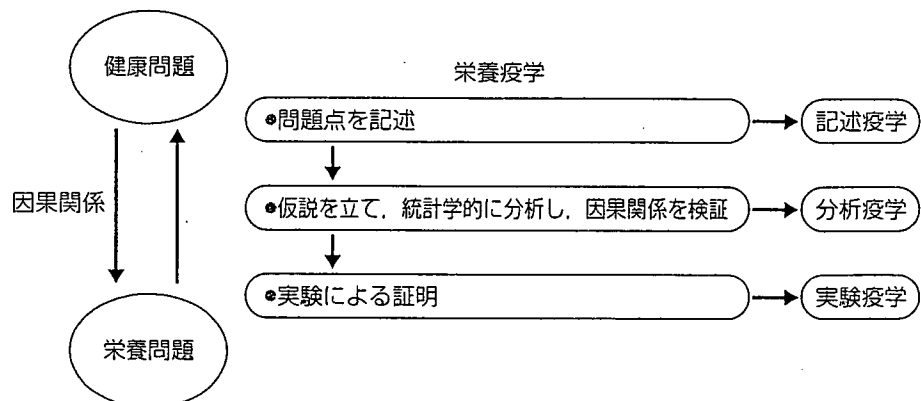 健康問題
栄養疫学
●問題点を記述
記述疫学
因果関係
●仮説を立て，統計学的に分析し，因果関係を検証
分析疫学
●実験による証明
実験疫学
栄養問題